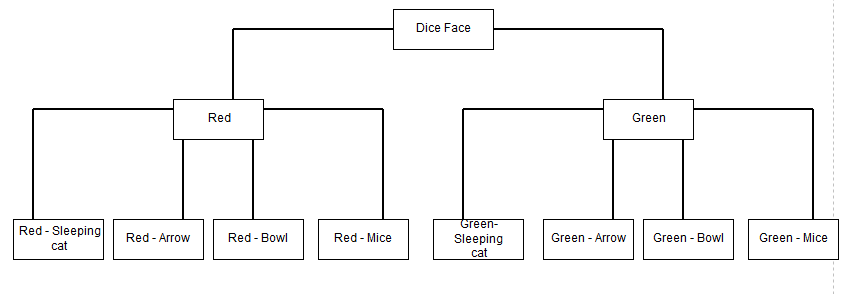 Dice Face
Red
Green
Red - Sleeping
cat
Red - Arrow
Red - Bowl
Red - Mice
Green-
Sleeping
cat
Green - Arrow
Green - Bowl
Green - Mice